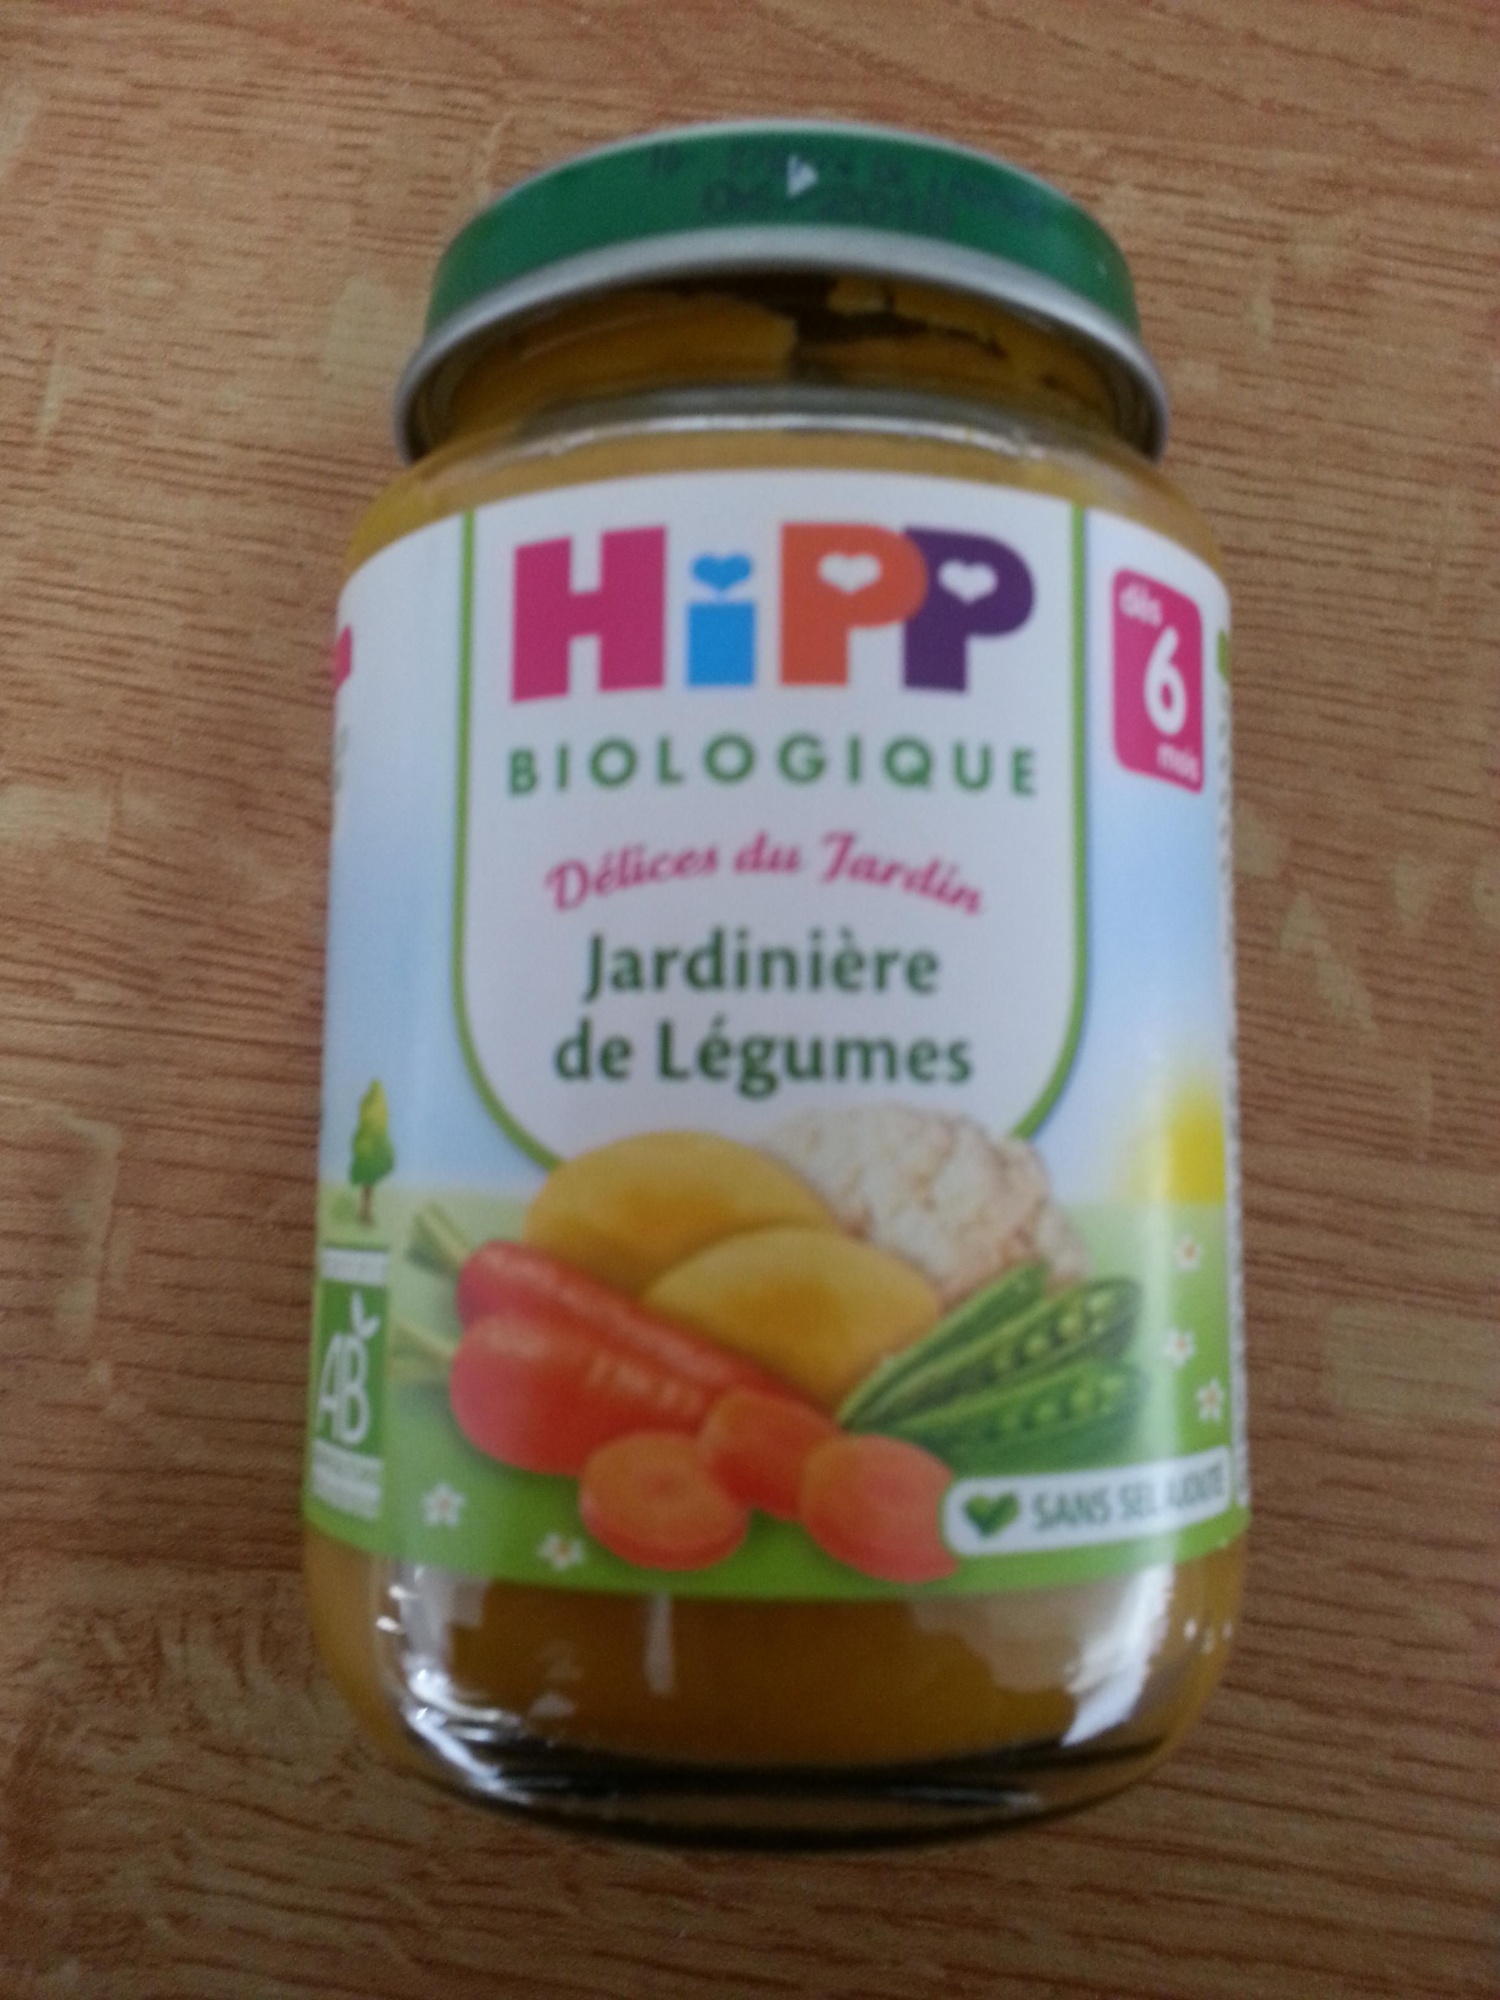 HiPP
BIOLOGIQUE
Délices du Jardin
Jardinière
de Légumes
dès
6
mois
AB
SANS SEL AJOUTÉ